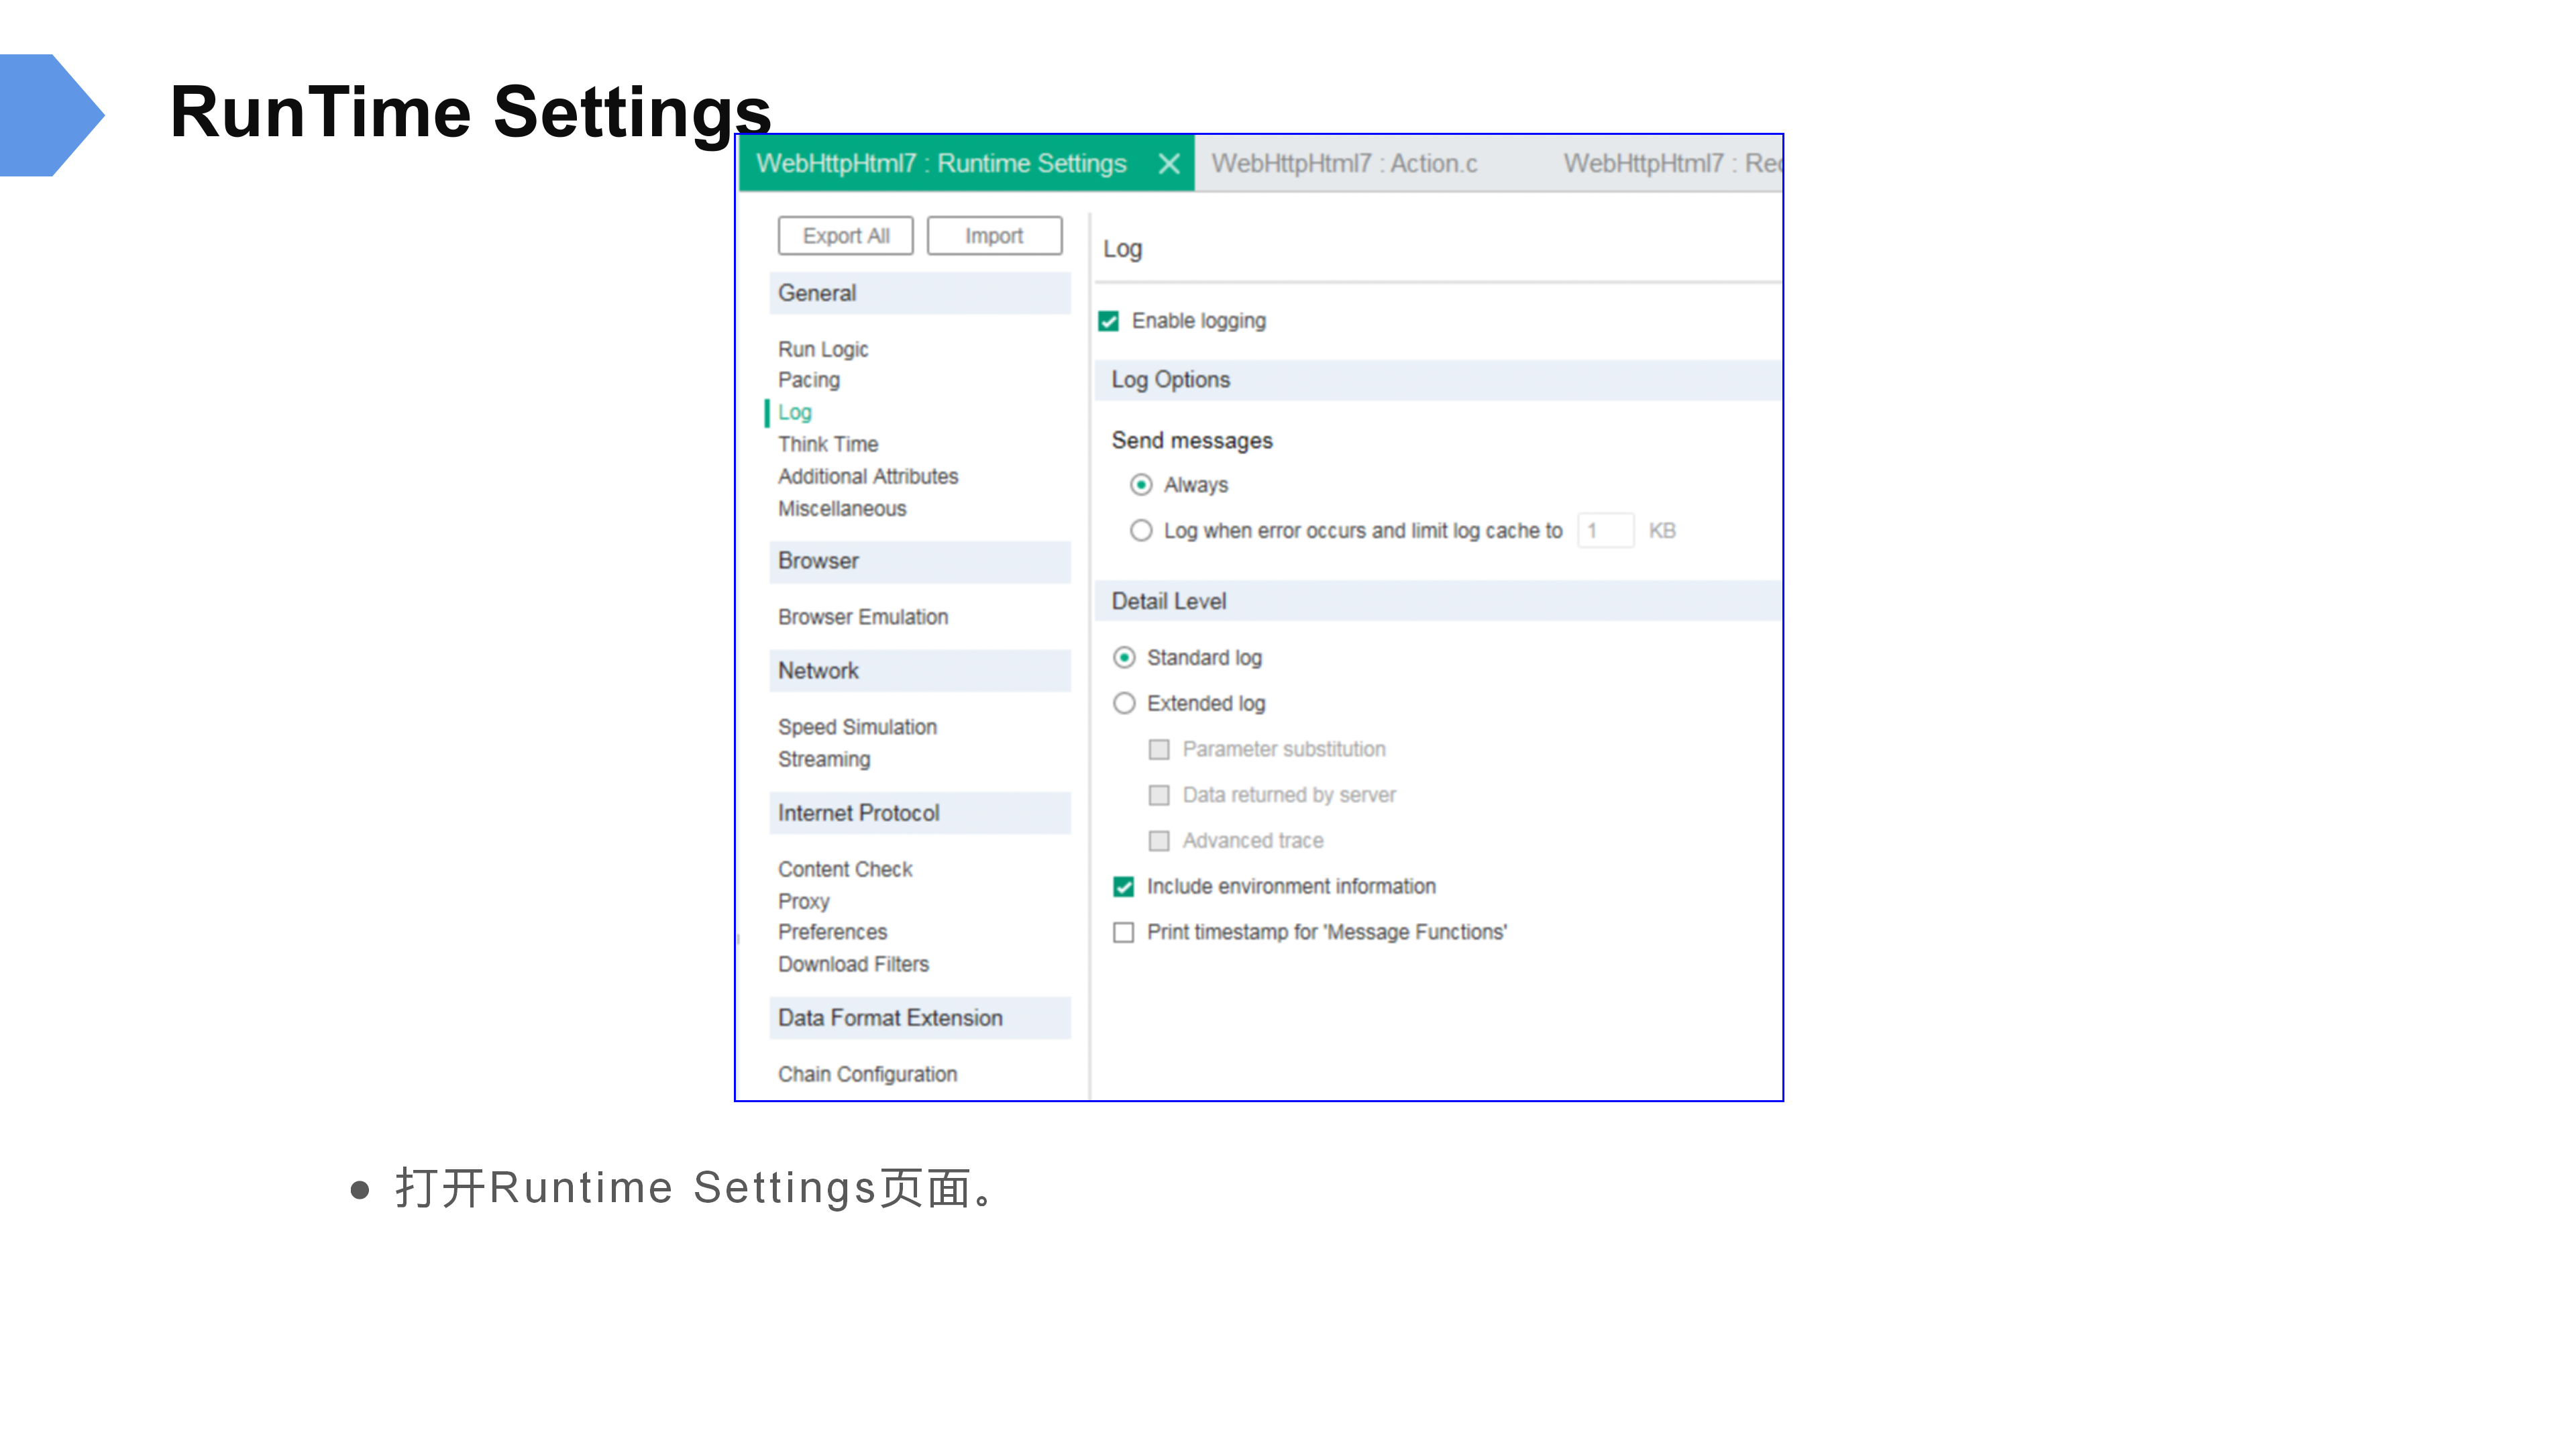 RunTime Settings
WebHttpHtml7 : Runtime Settings
WebHttpHtml7 : Action.c
WebHttpHtml7 : Rec
Export All
Import
General
Run Logic
Pacing
Log
Think Time
Additional Attributes
Miscellaneous
Browser
Browser Emulation
Network
Speed Simulation
Streaming
Internet Protocol
Content Check
Proxy
Preferences
Download Filters
Data Format Extension
Chain Configuration
Log
Enable logging
Log Options
Send messages
Always
Log when error occurs and limit log cache to 1 KB
Detail Level
Standard log
Extended log
Parameter substitution
Data returned by server
Advanced trace
Include environment information
Print timestamp for 'Message Functions'
● 打开Runtime Settings页面。